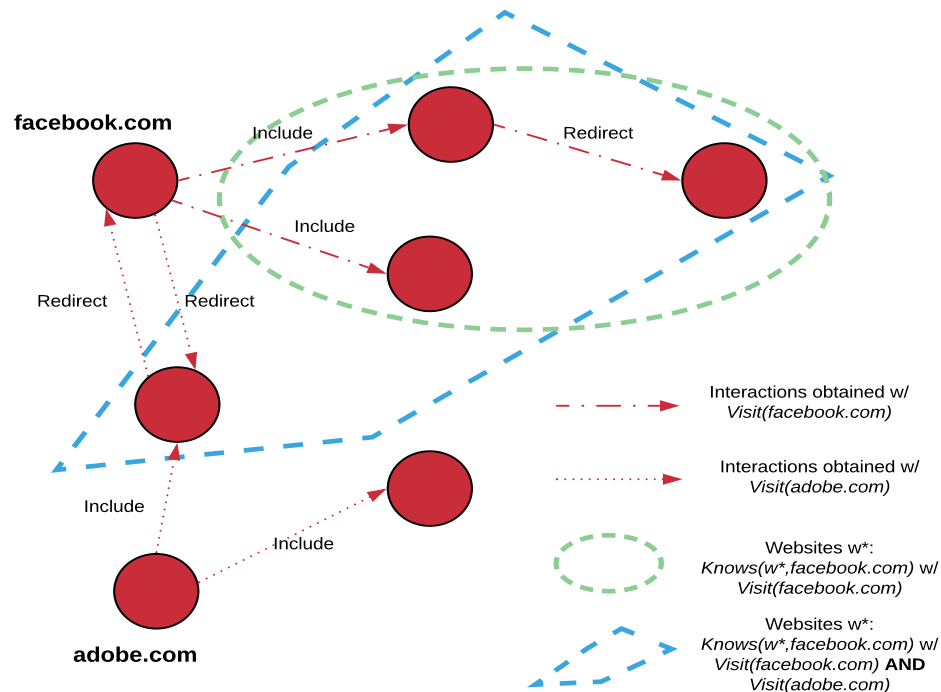 facebook.com
Include
Redirect
Include
Redirect
Redirect
Include
Include
adobe.com
Interactions obtained w/
Visit(facebook.com)
Interactions obtained w/
Visit(adobe.com)
Websites w*:
Knows(w*,facebook.com) w/
Visit(facebook.com)
Websites w*:
Knows(w*,facebook.com) w/
Visit(facebook.com) AND
Visit(adobe.com)